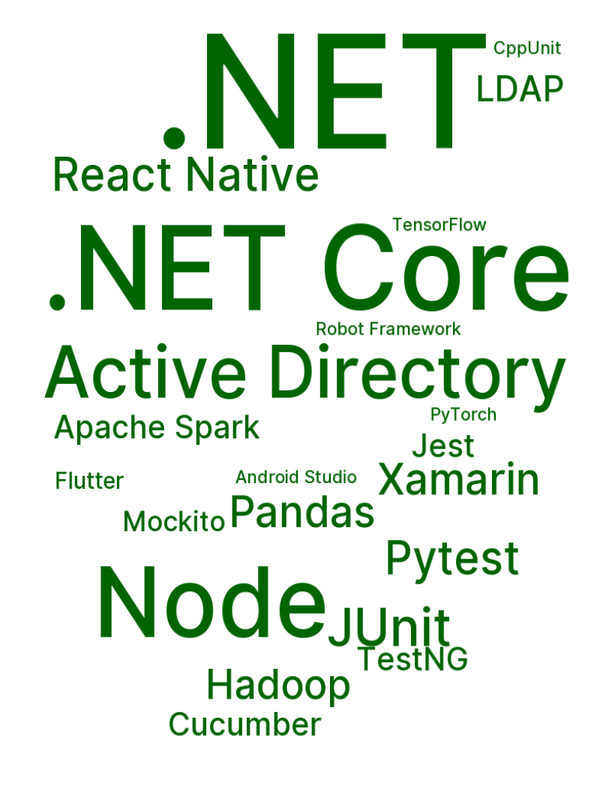 .NET
CppUnit
LDAP
React Native
TensorFlow
.NET Core
Robot Framework
Active Directory
PyTorch
Apache Spark
Jest
Flutter
Android Studio
Xamarin
Mockito
Pandas
Pytest
Node
JUnit
TestNG
Hadoop
Cucumber